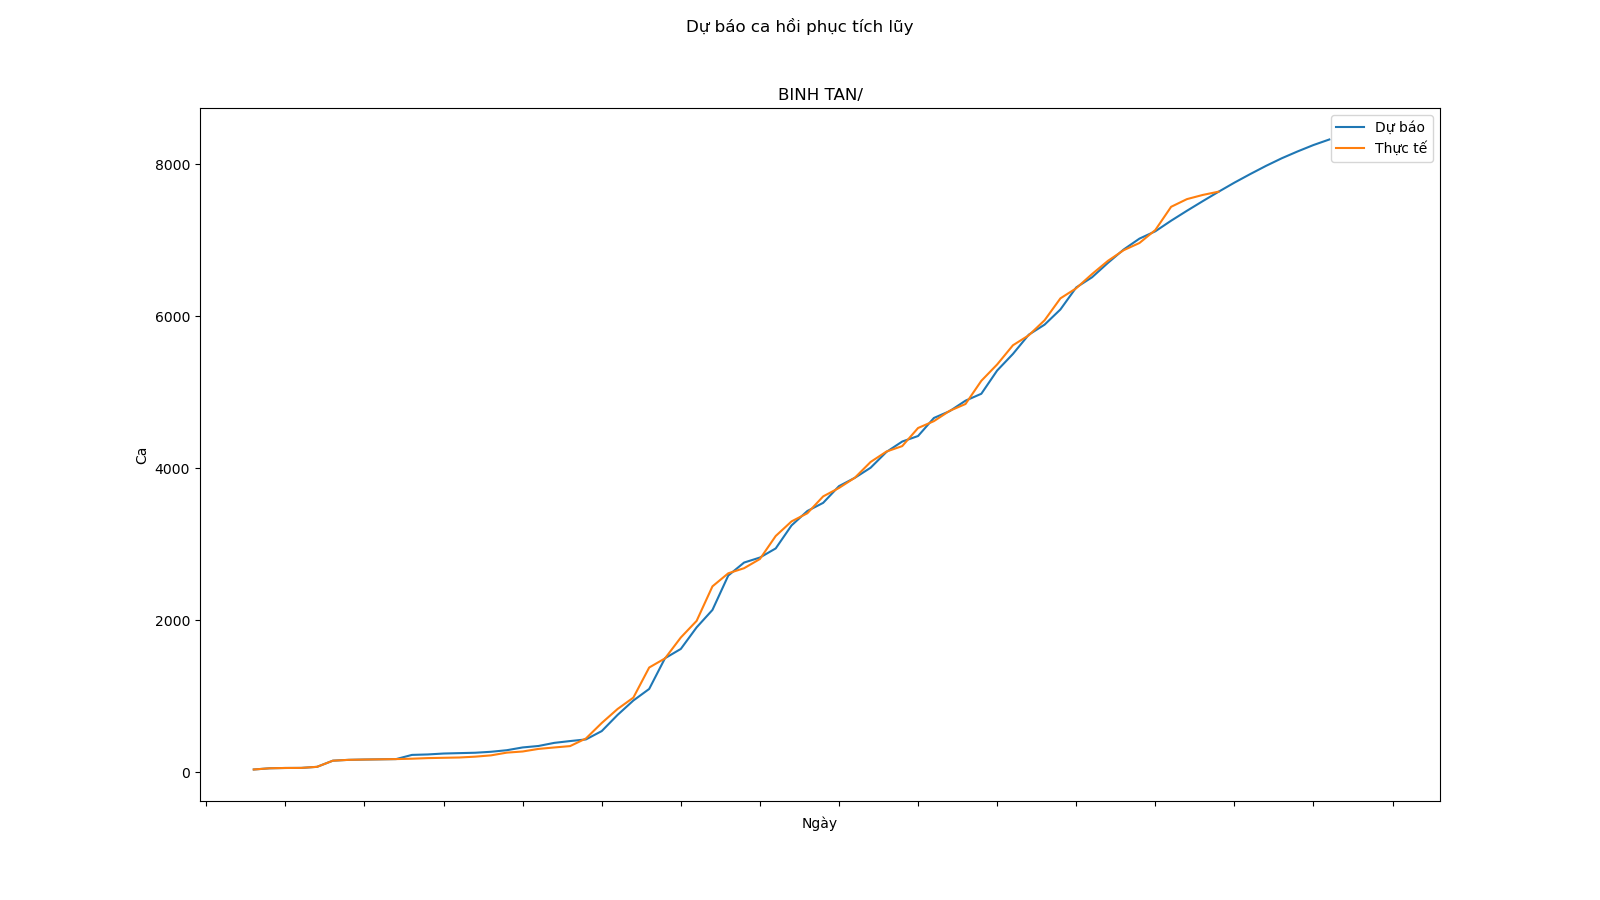 Dự báo ca hồi phục tích lũy
BINH TAN/
Dự báo
Thực tế
8000
6000
4000
2000
0
Ca
Ngày